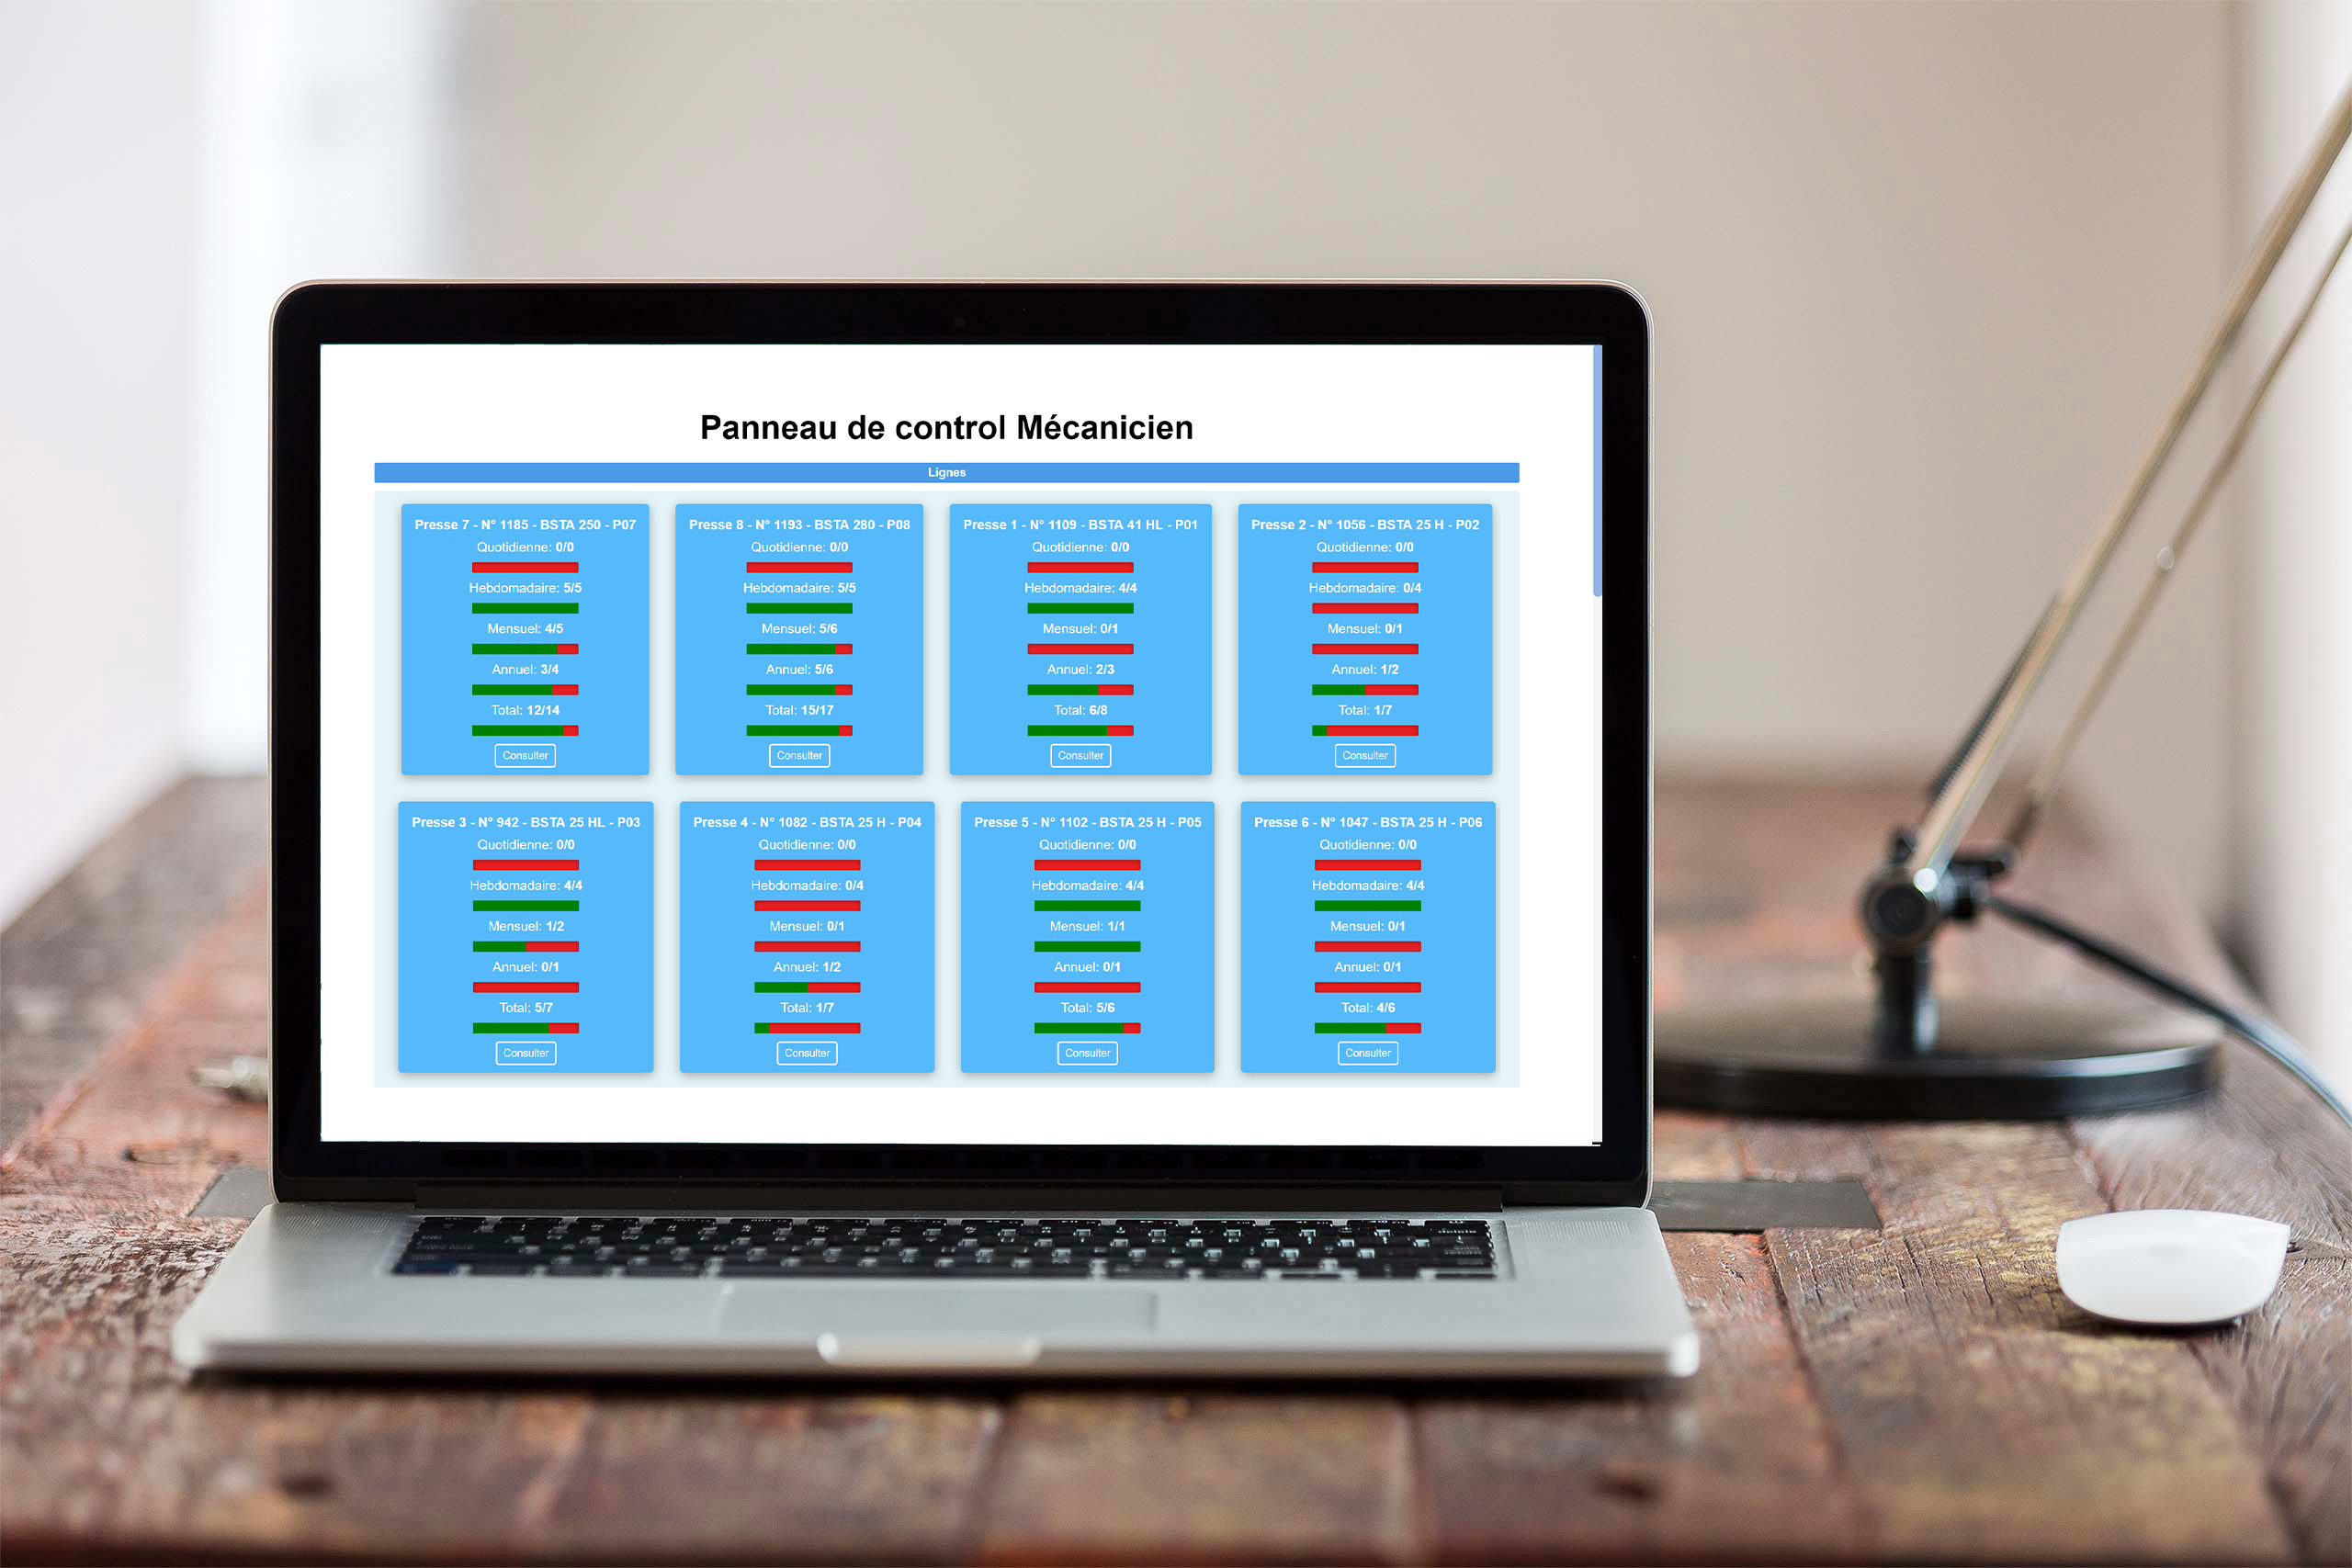 Panneau de control Mécanicien
Lignes
Presse 7 - N° 1185 - BSTA 250 - P07
Quotidienne: 0/0
Hebdomadaire: 5/5
Mensuel: 4/5
Annuel: 3/4
Total: 12/14
Consulter
Presse 8 - N° 1193 - BSTA 280 - P08
Quotidienne: 0/0
Hebdomadaire: 5/5
Mensuel: 5/6
Annuel: 5/6
Total: 15/17
Consulter
Presse 1 - N° 1109 - BSTA 41 HL - P01
Quotidienne: 0/0
Hebdomadaire: 4/4
Mensuel: 0/1
Annuel: 2/3
Total: 6/8
Consulter
Presse 2 - N° 1056 - BSTA 25 H - P02
Quotidienne: 0/0
Hebdomadaire: 0/4
Mensuel: 0/1
Annuel: 1/2
Total: 1/7
Consulter
Presse 3 - N° 942 - BSTA 25 HL - P03
Quotidienne: 0/0
Hebdomadaire: 4/4
Mensuel: 1/2
Annuel: 0/1
Total: 5/7
Consulter
Presse 4 - N° 1082 - BSTA 25 H - P04
Quotidienne: 0/0
Hebdomadaire: 0/4
Mensuel: 0/1
Annuel: 1/2
Total: 1/7
Consulter
Presse 5 - N° 1102 - BSTA 25 H - P05
Quotidienne: 0/0
Hebdomadaire: 4/4
Mensuel: 1/1
Annuel: 0/1
Total: 5/6
Consulter
Presse 6 - N° 1047 - BSTA 25 H - P06
Quotidienne: 0/0
Hebdomadaire: 4/4
Mensuel: 0/1
Annuel: 0/1
Total: 4/6
Consulter